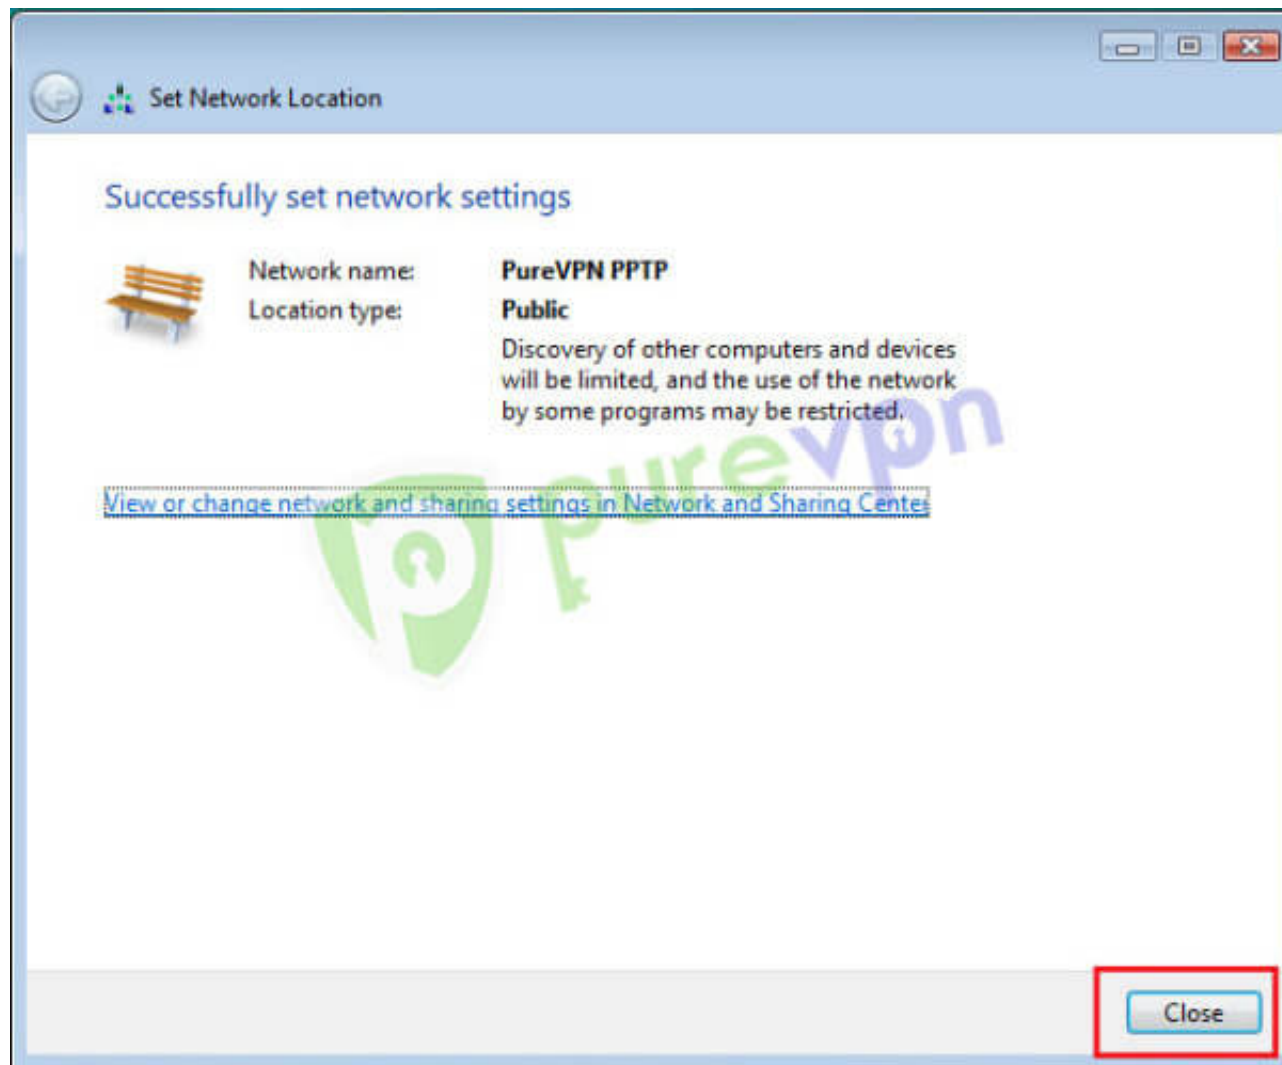 Set Network Location
Successfully set network settings
Network name: PureVPN PPTP
Location type: Public
Discovery of other computers and devices
will be limited, and the use of the network
by some programs may be restricted.
purevpn
View or change network and sharing settings in Network and Sharing Center
Close